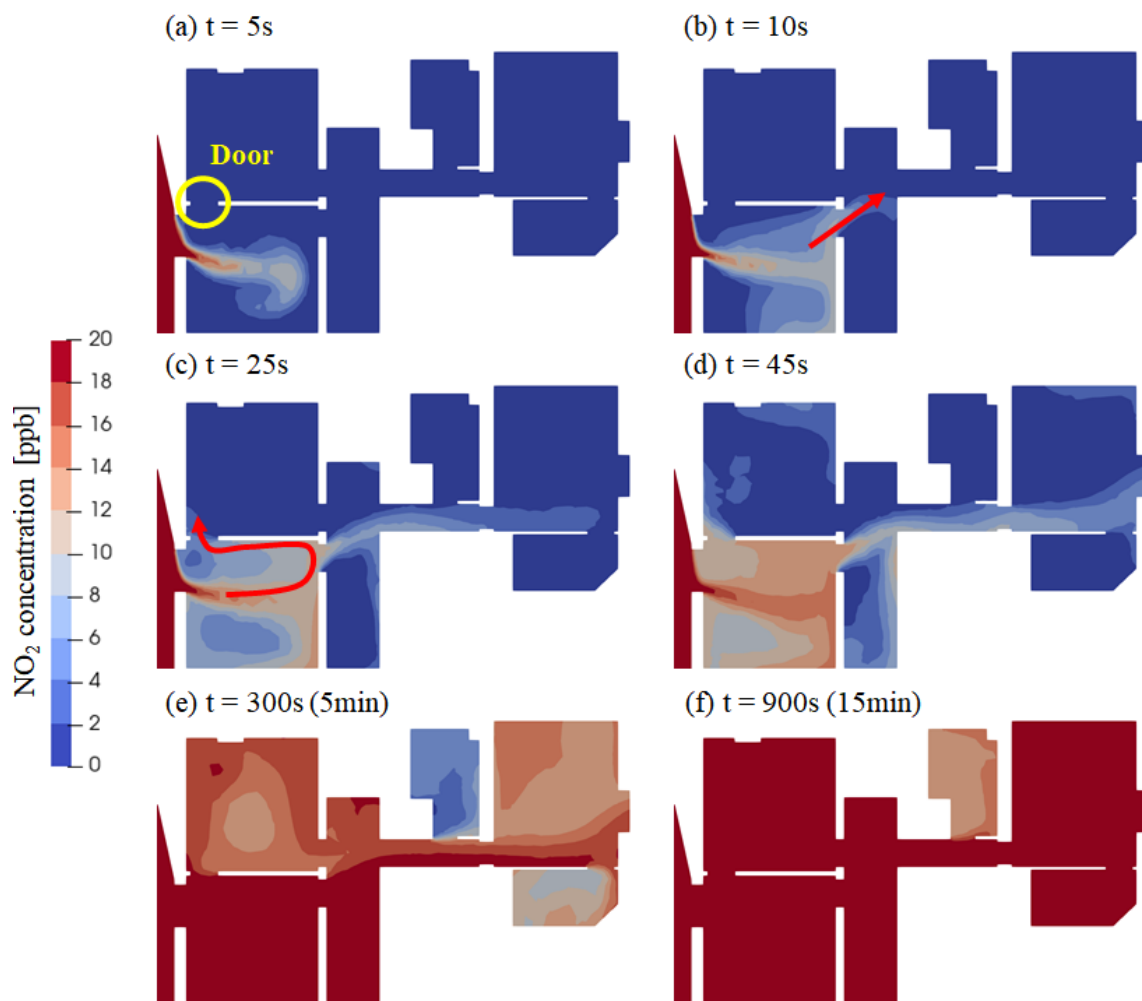 (a) t = 5s
(b) t = 10s
Door
(c) t = 25s
(d) t = 45s
NO₂ concentration [ppb]
20
18
16
14
12
10
8
6
4
2
0
(e) t = 300s (5min)
(f) t = 900s (15min)